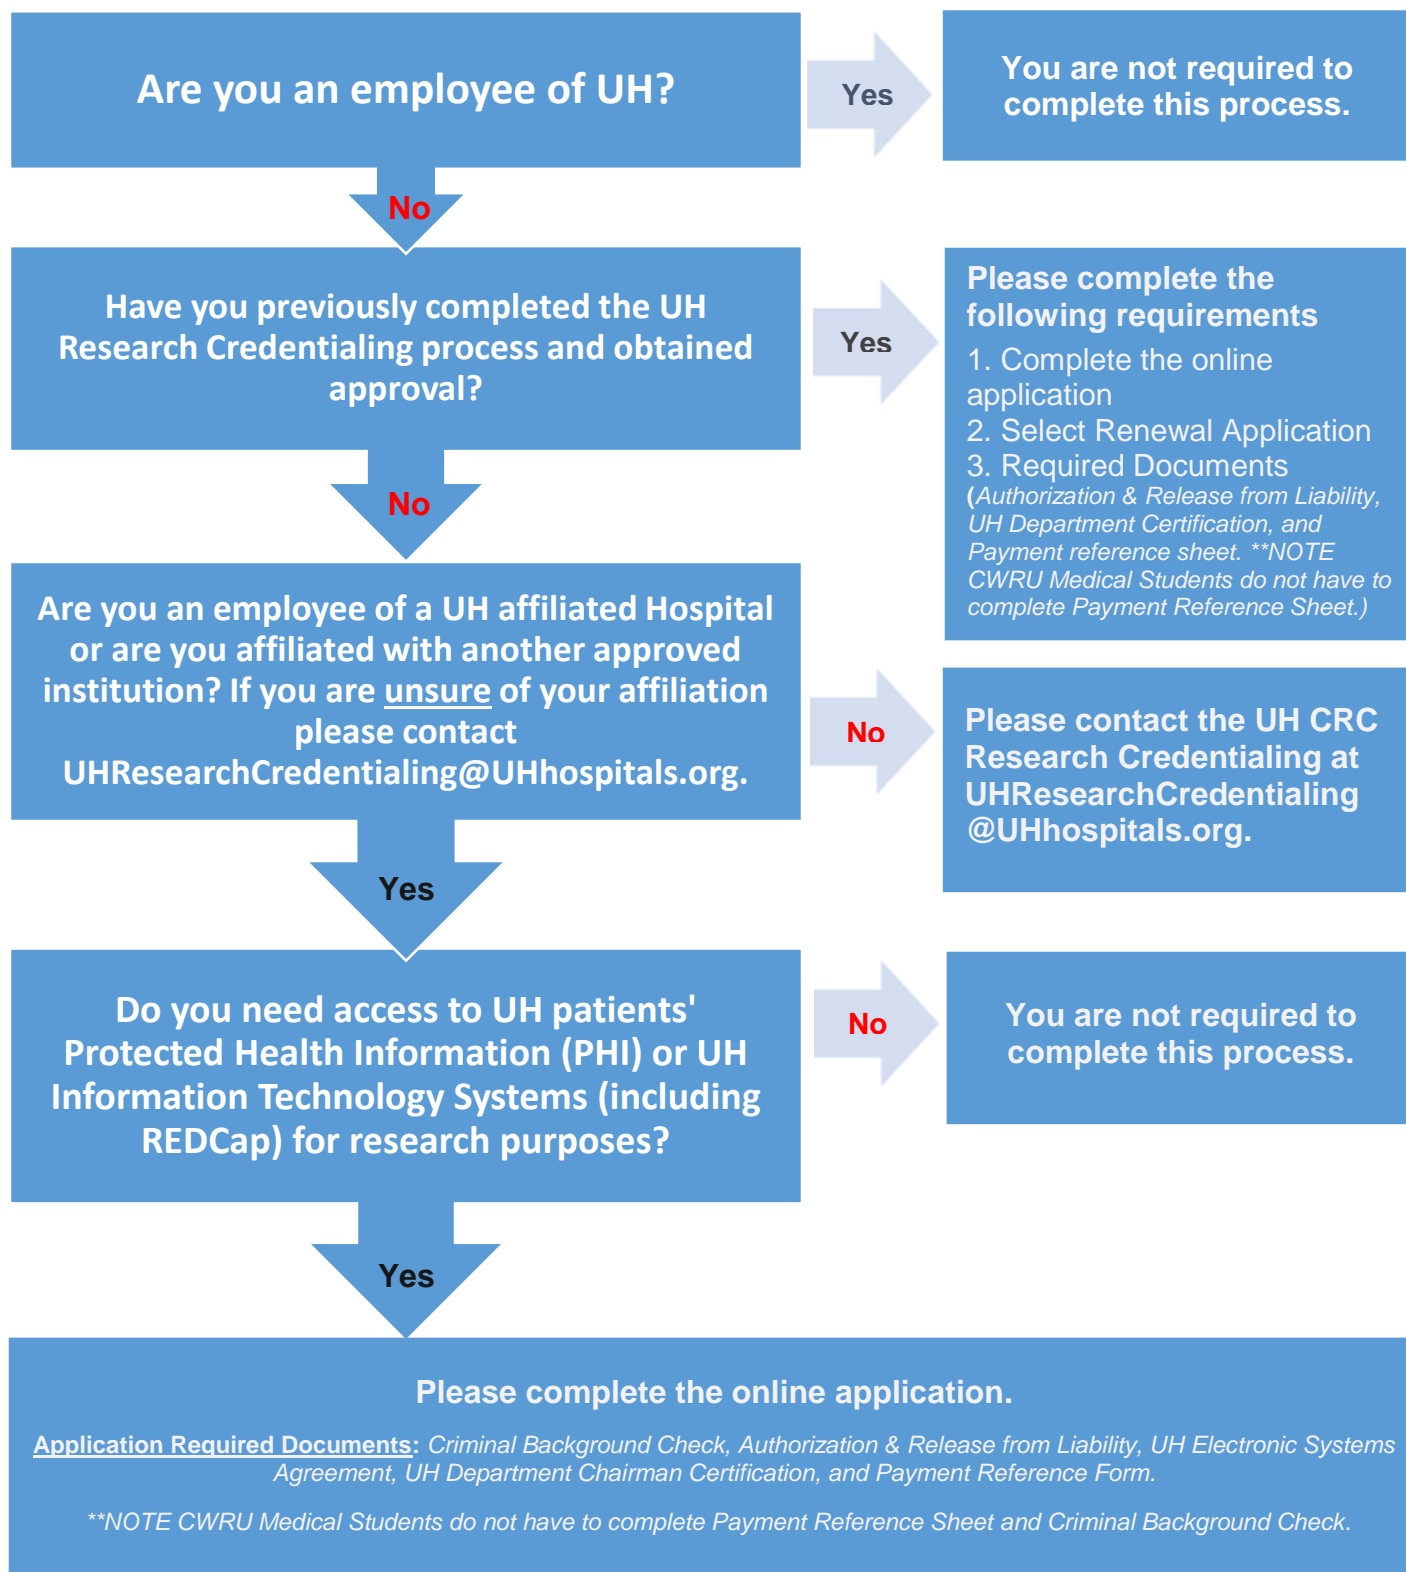 Are you an employee of UH?
Yes
You are not required to
complete this process.
No
Have you previously completed the UH
Research Credentialing process and obtained
approval?
Yes
Please complete the
following requirements
1. Complete the online
application
2. Select Renewal Application
3. Required Documents
(Authorization & Release from Liability,
UH Department Certification, and
Payment reference sheet. **NOTE
CWRU Medical Students do not have to
complete Payment Reference Sheet.)
No
Are you an employee of a UH affiliated Hospital
or are you affiliated with another approved
institution? If you are unsure of your affiliation
please contact
UHResearchCredentialing@UHhospitals.org.
No
Please contact the UH CRC
Research Credentialing at
UHResearchCredentialing
@UHhospitals.org.
Yes
Do you need access to UH patients'
Protected Health Information (PHI) or UH
Information Technology Systems (including
REDCap) for research purposes?
No
You are not required to
complete this process.
Yes
Please complete the online application.
Application Required Documents: Criminal Background Check, Authorization & Release from Liability, UH Electronic Systems
Agreement, UH Department Chairman Certification, and Payment Reference Form.
**NOTE CWRU Medical Students do not have to complete Payment Reference Sheet and Criminal Background Check.